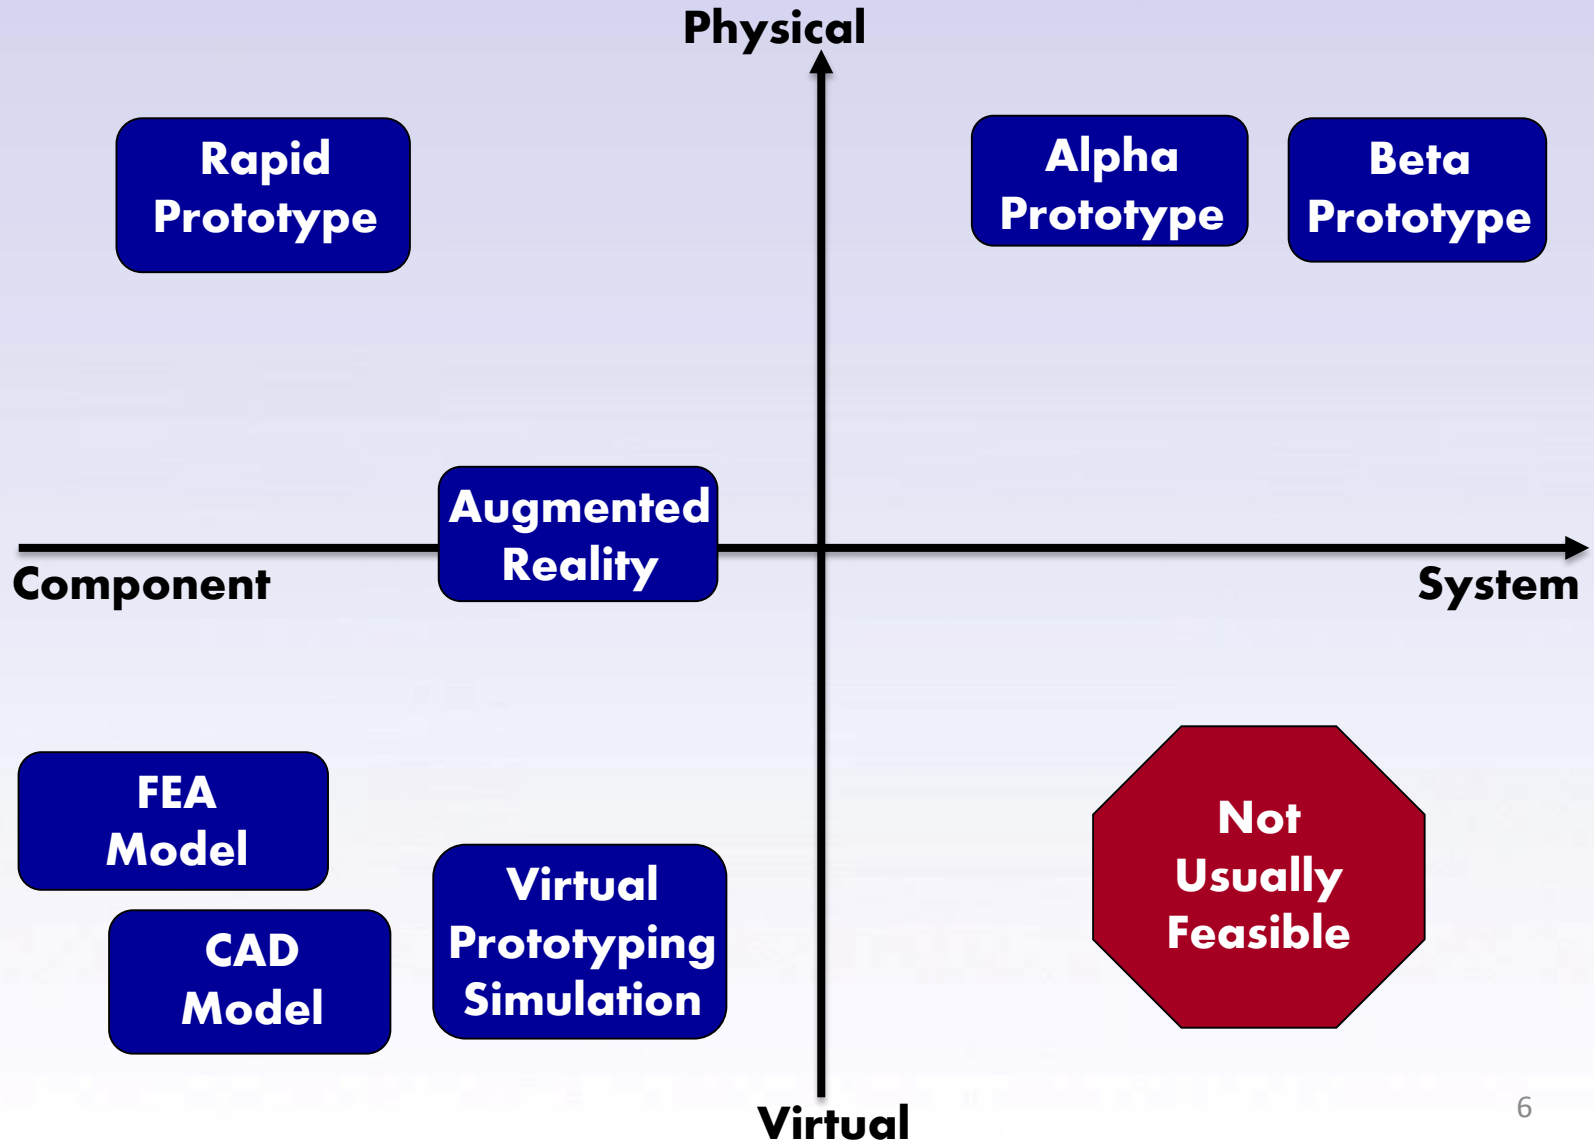 Physical
Rapid
Prototype
Alpha
Prototype
Beta
Prototype
Augmented
Reality
Component
System
FEA
Model
CAD
Model
Virtual
Prototyping
Simulation
Not
Usually
Feasible
Virtual
6